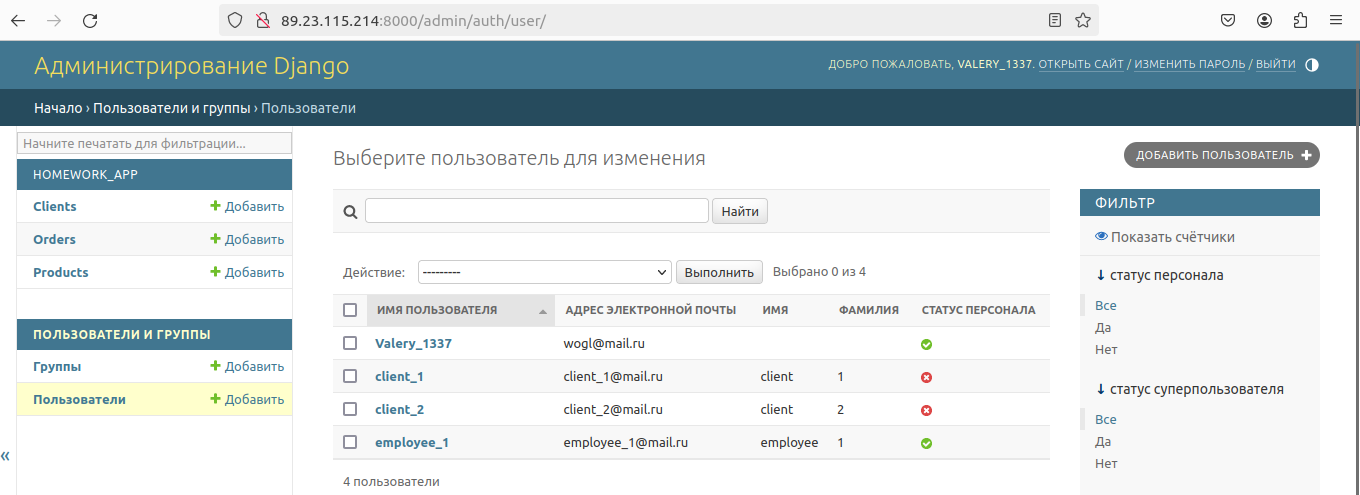 89.23.115.214:8000/admin/auth/user/
Администрирование Django
ДОБРО ПОЖАЛОВАТЬ, VALERY_1337. ОТКРЫТЬ САЙТ / ИЗМЕНИТЬ ПАРОЛЬ / ВЫЙТИ
Начало › Пользователи и группы › Пользователи
Начните печатать для фильтрации...
HOMEWORK_APP
Clients Добавить
Orders Добавить
Products Добавить
ПОЛЬЗОВАТЕЛИ И ГРУППЫ
Группы Добавить
Пользователи Добавить
«
Выберите пользователь для изменения
ДОБАВИТЬ ПОЛЬЗОВАТЕЛЬ
Найти
Действие: --------- Выполнить Выбрано 0 из 4
ИМЯ ПОЛЬЗОВАТЕЛЯ АДРЕС ЭЛЕКТРОННОЙ ПОЧТЫ ИМЯ ФАМИЛИЯ СТАТУС ПЕРСОНАЛА
Valery_1337 wogl@mail.ru
client_1 client_1@mail.ru client 1
client_2 client_2@mail.ru client 2
employee_1 employee_1@mail.ru employee 1
4 пользователи
ФИЛЬТР
Показать счётчики
↓ статус персонала
Все
Да
Нет
↓ статус суперпользователя
Все
Да
Нет